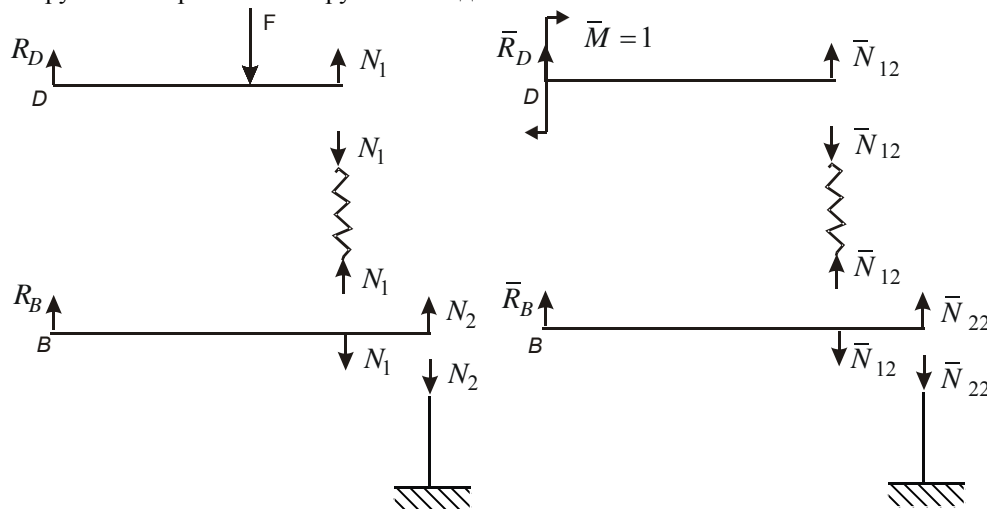 F
R_D
N_1
D
N_1
N_1
R_B
N_2
B
N_1
N_2
R̄_D
M̄ = 1
N̄_12
D
N̄_12
N̄_12
R̄_B
N̄_22
B
N̄_12
N̄_22